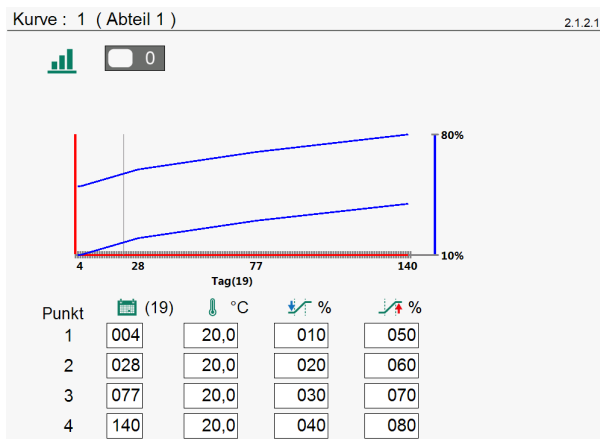 Kurve : 1 ( Abteil 1 )
2.1.2.1
0
80%
10%
4 28 77 140
Tag(19)
Punkt (19) °C % %
1 004 20,0 010 050
2 028 20,0 020 060
3 077 20,0 030 070
4 140 20,0 040 080